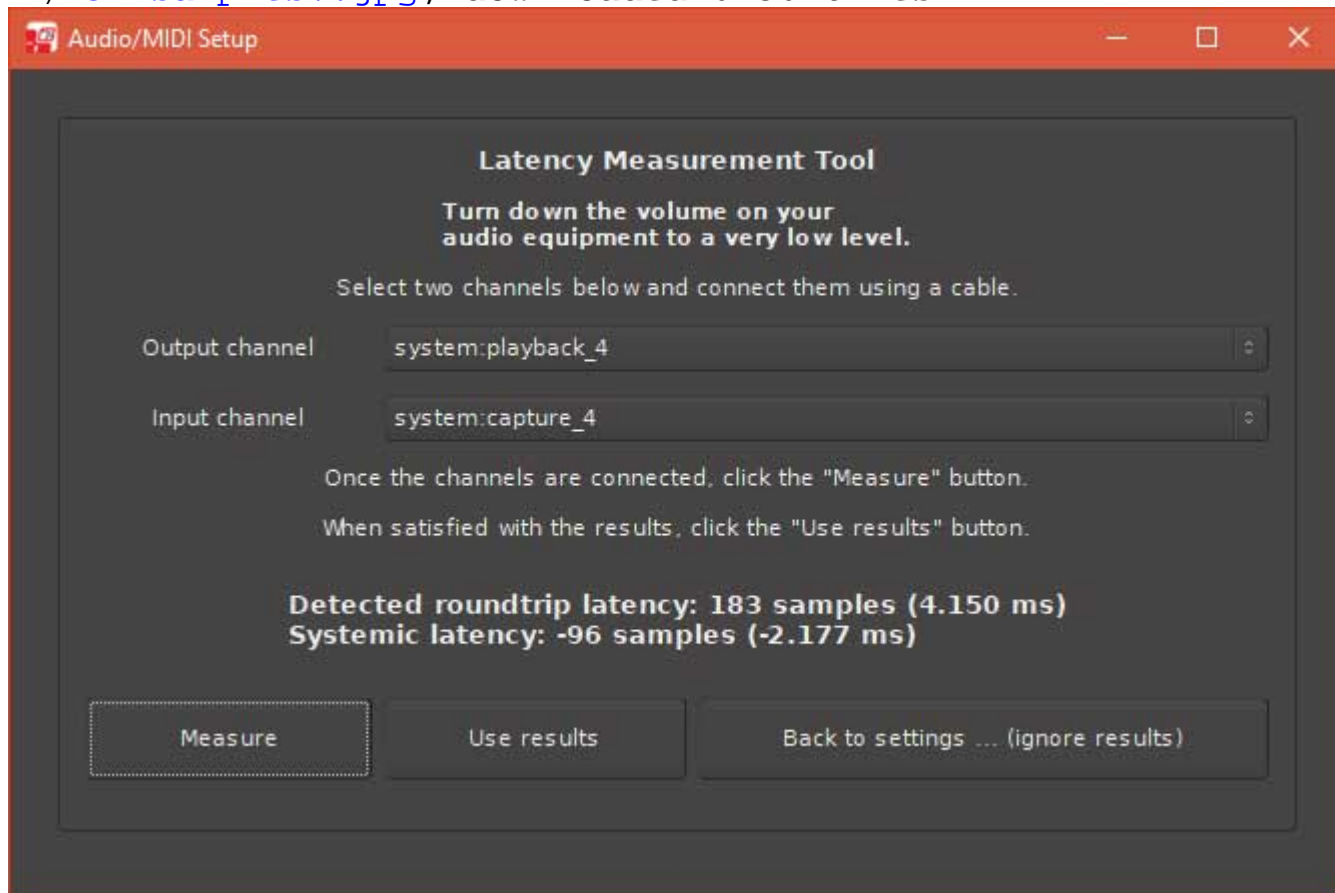 Audio/MIDI Setup
Latency Measurement Tool
Turn down the volume on your
audio equipment to a very low level.
Select two channels below and connect them using a cable.
Output channel system:playback_4
Input channel system:capture_4
Once the channels are connected, click the "Measure" button.
When satisfied with the results, click the "Use results" button.
Detected roundtrip latency: 183 samples (4.150 ms)
Systemic latency: -96 samples (-2.177 ms)
Measure Use results Back to settings ... (ignore results)